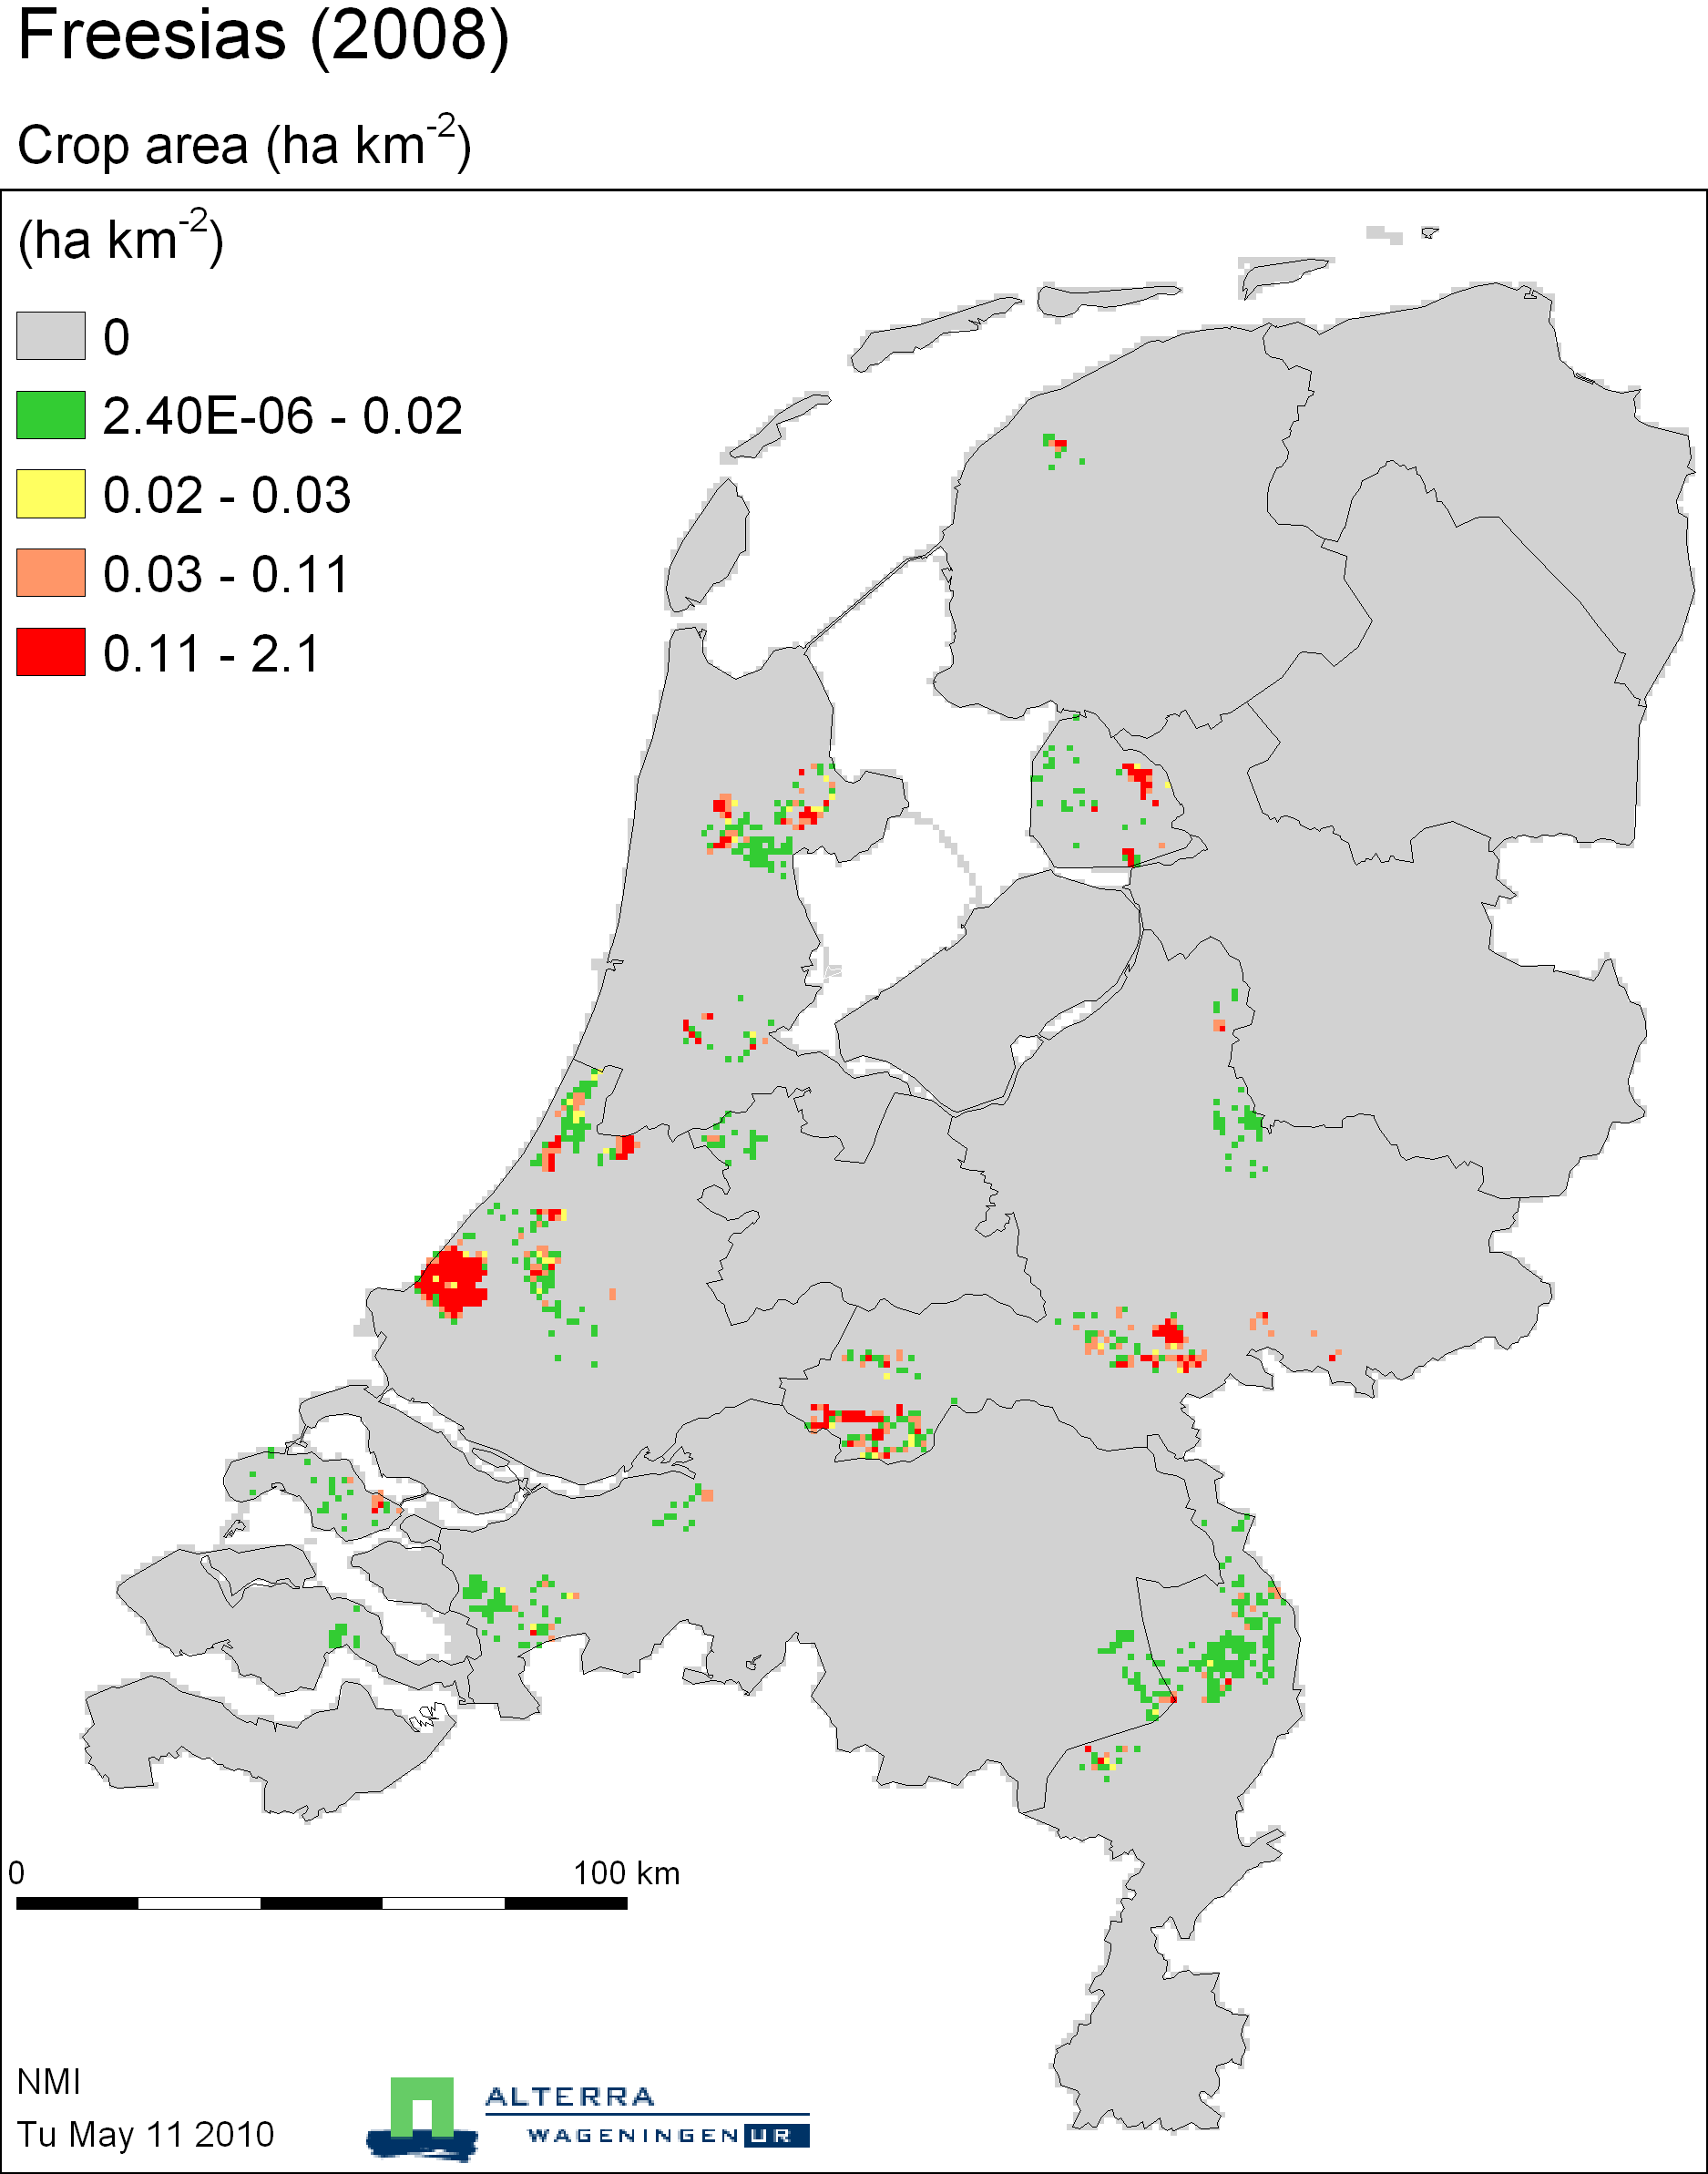 Freesias (2008)
Crop area (ha km-2)
(ha km-2)
0
2.40E-06 - 0.02
0.02 - 0.03
0.03 - 0.11
0.11 - 2.1
0 100 km
NMI
Tu May 11 2010
ALTERRA
WAGENINGEN UR